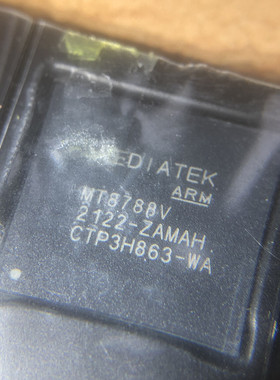 EDIATEK
ARM
MT8788V
2122-ZAMAH
CTP3H863-WA